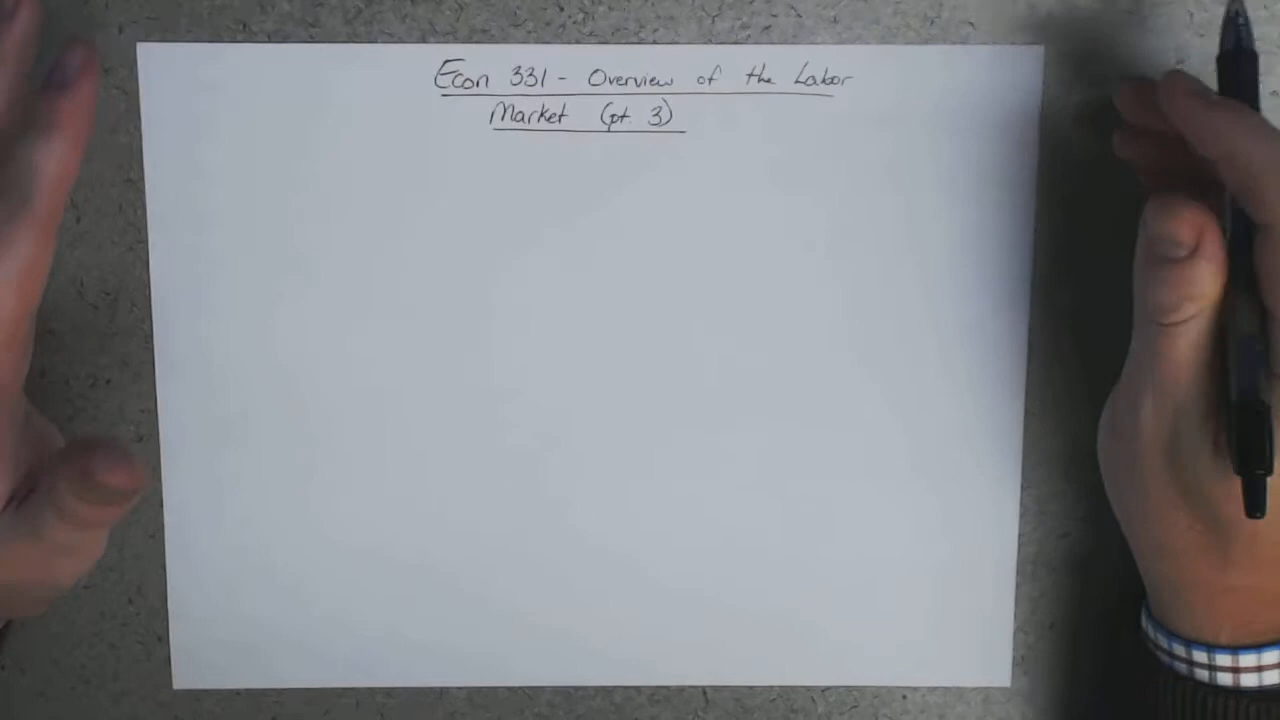 Econ 331 - Overview of the Labor
Market (pt. 3)